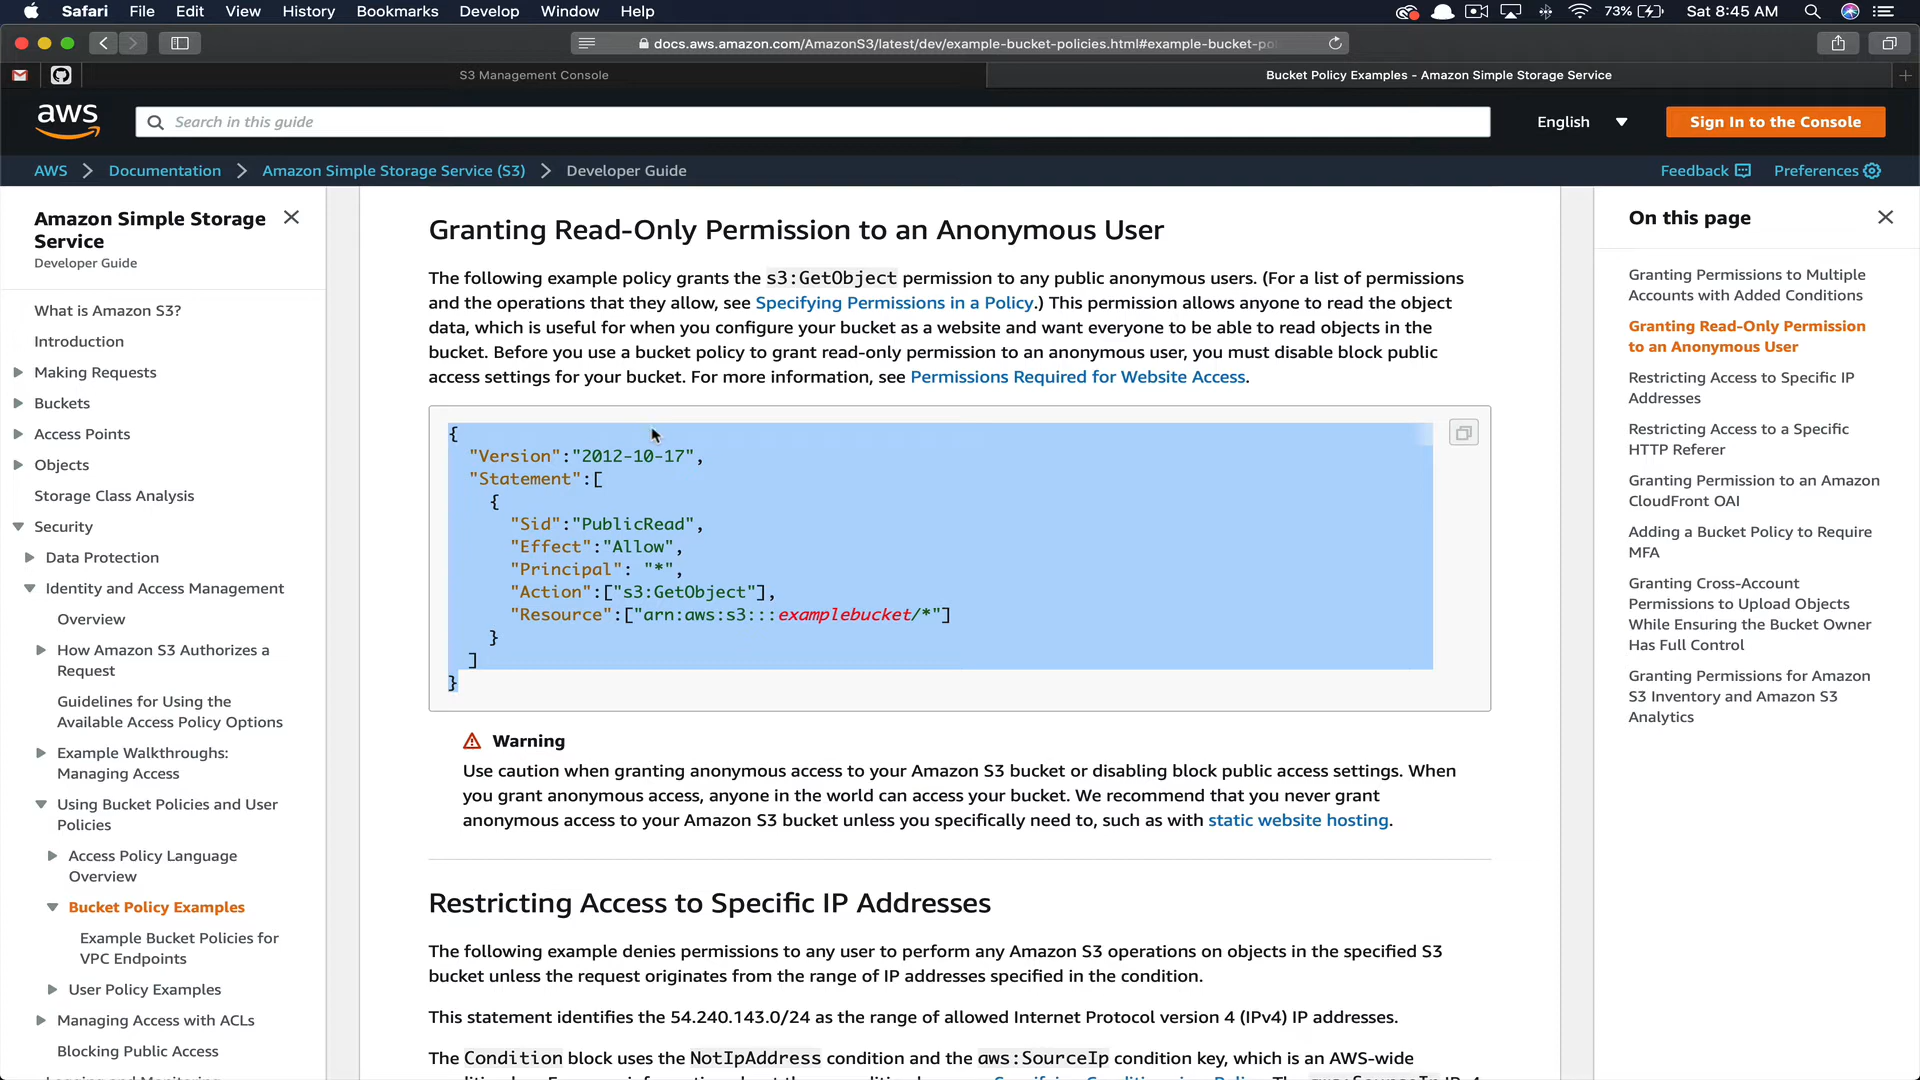 Safari File Edit View History Bookmarks Develop Window Help 73% Sat 8:45 AM
docs.aws.amazon.com/AmazonS3/latest/dev/example-bucket-policies.html#example-bucket-po
S3 Management Console
Bucket Policy Examples - Amazon Simple Storage Service
aws
Search in this guide
English
Sign In to the Console
AWS
Documentation
Amazon Simple Storage Service (S3)
Developer Guide
Feedback
Preferences
Amazon Simple Storage
Service
Developer Guide
What is Amazon S3?
Introduction
Making Requests
Buckets
Access Points
Objects
Storage Class Analysis
Security
Data Protection
Identity and Access Management
Overview
How Amazon S3 Authorizes a
Request
Guidelines for Using the
Available Access Policy Options
Example Walkthroughs:
Managing Access
Using Bucket Policies and User
Policies
Access Policy Language
Overview
Bucket Policy Examples
Example Bucket Policies for
VPC Endpoints
User Policy Examples
Managing Access with ACLs
Blocking Public Access
Granting Read-Only Permission to an Anonymous User
The following example policy grants the s3:GetObject permission to any public anonymous users. (For a list of permissions
and the operations that they allow, see Specifying Permissions in a Policy.) This permission allows anyone to read the object
data, which is useful for when you configure your bucket as a website and want everyone to be able to read objects in the
bucket. Before you use a bucket policy to grant read-only permission to an anonymous user, you must disable block public
access settings for your bucket. For more information, see Permissions Required for Website Access.
{
"Version":"2012-10-17",
"Statement":[
{
"Sid":"PublicRead",
"Effect":"Allow",
"Principal": "*",
"Action":["s3:GetObject"],
"Resource":["arn:aws:s3:::examplebucket/*"]
}
]
}
Warning
Use caution when granting anonymous access to your Amazon S3 bucket or disabling block public access settings. When
you grant anonymous access, anyone in the world can access your bucket. We recommend that you never grant
anonymous access to your Amazon S3 bucket unless you specifically need to, such as with static website hosting.
Restricting Access to Specific IP Addresses
The following example denies permissions to any user to perform any Amazon S3 operations on objects in the specified S3
bucket unless the request originates from the range of IP addresses specified in the condition.
This statement identifies the 54.240.143.0/24 as the range of allowed Internet Protocol version 4 (IPv4) IP addresses.
The Condition block uses the NotIpAddress condition and the aws:SourceIp condition key, which is an AWS-wide
On this page
Granting Permissions to Multiple
Accounts with Added Conditions
Granting Read-Only Permission
to an Anonymous User
Restricting Access to Specific IP
Addresses
Restricting Access to a Specific
HTTP Referer
Granting Permission to an Amazon
CloudFront OAI
Adding a Bucket Policy to Require
MFA
Granting Cross-Account
Permissions to Upload Objects
While Ensuring the Bucket Owner
Has Full Control
Granting Permissions for Amazon
S3 Inventory and Amazon S3
Analytics